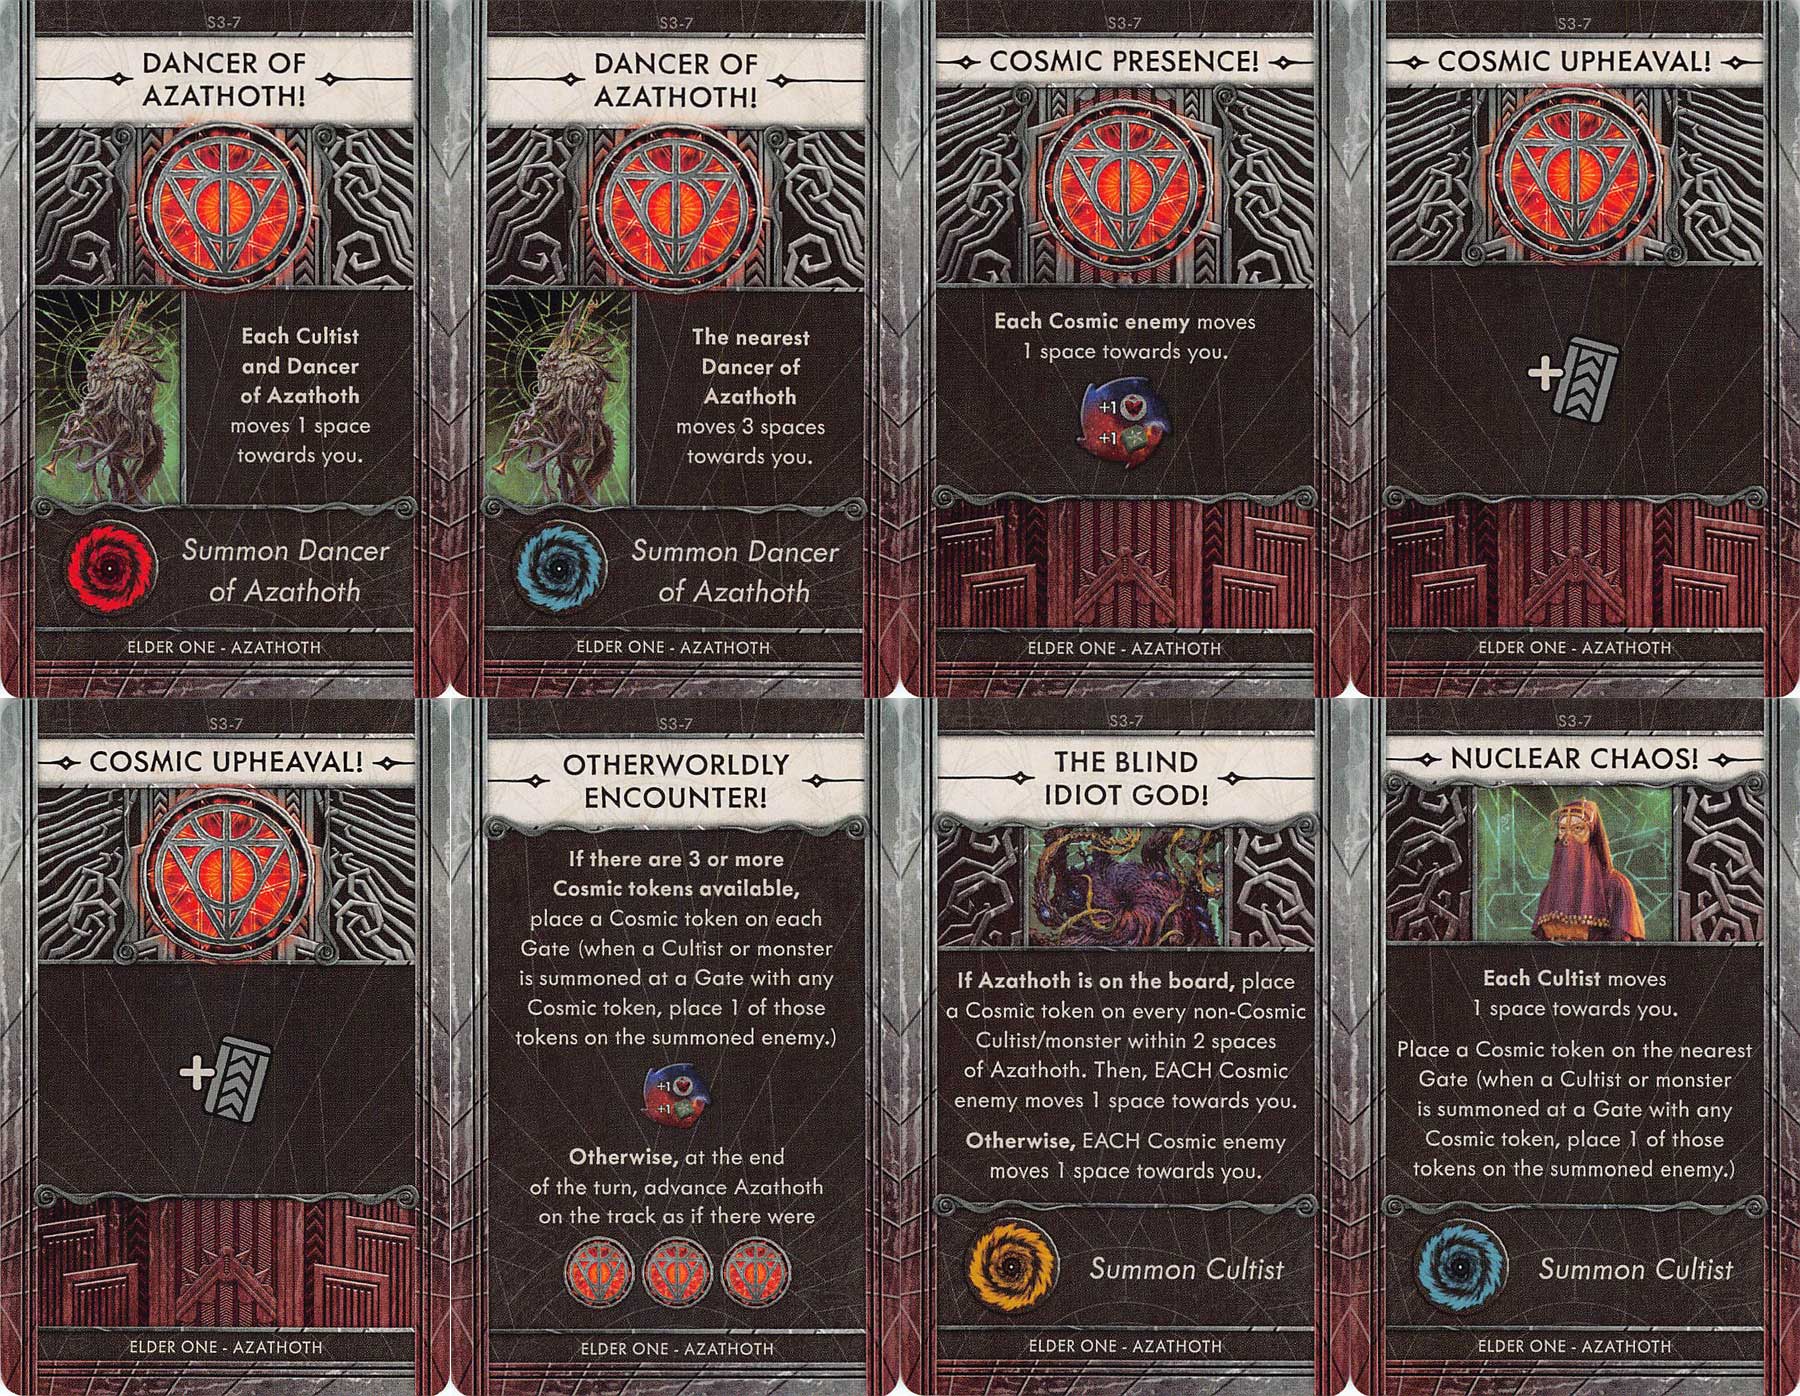 S3-7
DANCER OF
AZATHOTH!
Each Cultist
and Dancer
of Azathoth
moves 1 space
towards you.
Summon Dancer
of Azathoth
ELDER ONE - AZATHOTH
S3-7
DANCER OF
AZATHOTH!
The nearest
Dancer of
Azathoth
moves 3 spaces
towards you.
Summon Dancer
of Azathoth
ELDER ONE - AZATHOTH
S3-7
COSMIC PRESENCE!
Each Cosmic enemy moves
1 space towards you.
+1
+1
ELDER ONE - AZATHOTH
S3-7
COSMIC UPHEAVAL!
+
ELDER ONE - AZATHOTH
S3-7
COSMIC UPHEAVAL!
+
ELDER ONE - AZATHOTH
S3-7
OTHERWORLDLY
ENCOUNTER!
If there are 3 or more
Cosmic tokens available,
place a Cosmic token on each
Gate (when a Cultist or monster
is summoned at a Gate with any
Cosmic token, place 1 of those
tokens on the summoned enemy.)
+1
+1
Otherwise, at the end
of the turn, advance Azathoth
on the track as if there were
ELDER ONE - AZATHOTH
S3-7
THE BLIND
IDIOT GOD!
If Azathoth is on the board, place
a Cosmic token on every non-Cosmic
Cultist/monster within 2 spaces
of Azathoth. Then, EACH Cosmic
enemy moves 1 space towards you.
Otherwise, EACH Cosmic enemy
moves 1 space towards you.
Summon Cultist
ELDER ONE - AZATHOTH
S3-7
NUCLEAR CHAOS!
Each Cultist moves
1 space towards you.
Place a Cosmic token on the nearest
Gate (when a Cultist or monster
is summoned at a Gate with any
Cosmic token, place 1 of those
tokens on the summoned enemy.)
Summon Cultist
ELDER ONE - AZATHOTH